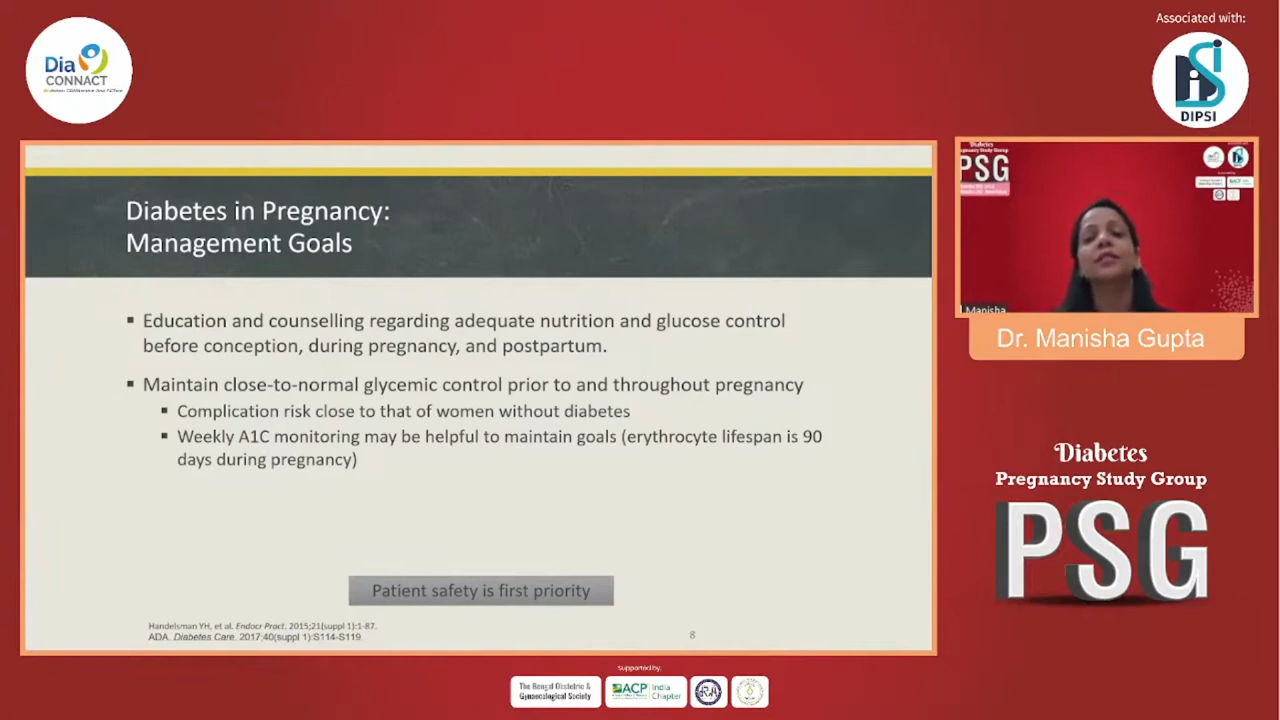 Associated with:
Dia
CONNACT
DIPSI
Diabetes in Pregnancy:
Management Goals
▪ Education and counselling regarding adequate nutrition and glucose control
before conception, during pregnancy, and postpartum.
▪ Maintain close-to-normal glycemic control prior to and throughout pregnancy
▪ Complication risk close to that of women without diabetes
▪ Weekly A1C monitoring may be helpful to maintain goals (erythrocyte lifespan is 90
days during pregnancy)
Patient safety is first priority
Handelsman YH, et al. Endocr Pract. 2015;21(suppl 1):1-87.
ADA. Diabetes Care. 2017;40(suppl 1):S114-S119.
8
Diabetes
Pregnancy Study Group
PSG
Manisha
Dr. Manisha Gupta
Diabetes
Pregnancy Study Group
PSG
Supported by:
The Bengal Obstetric &
Gynaecological Society
ACP
India
Chapter